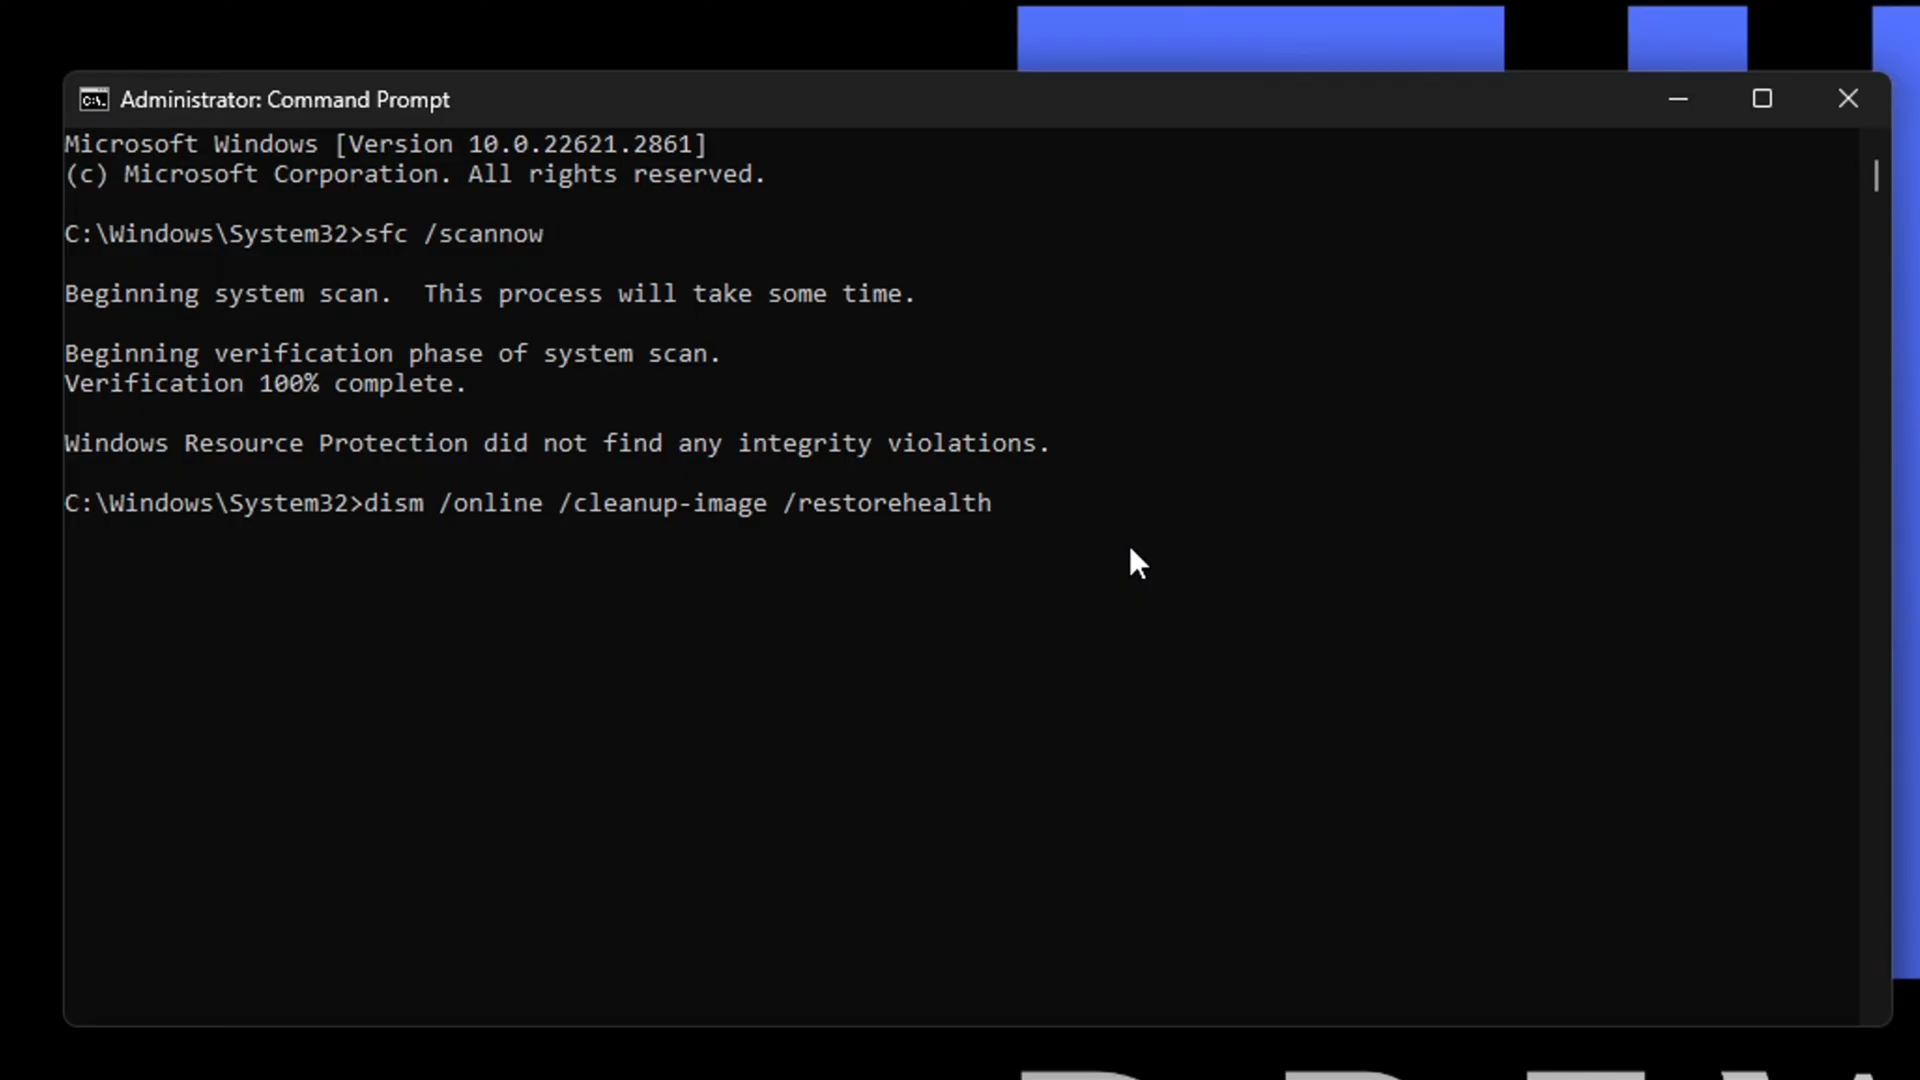 Administrator: Command Prompt
Microsoft Windows [Version 10.0.22621.2861]
(c) Microsoft Corporation. All rights reserved.
C:\Windows\System32>sfc /scannow
Beginning system scan.  This process will take some time.
Beginning verification phase of system scan.
Verification 100% complete.
Windows Resource Protection did not find any integrity violations.
C:\Windows\System32>dism /online /cleanup-image /restorehealth